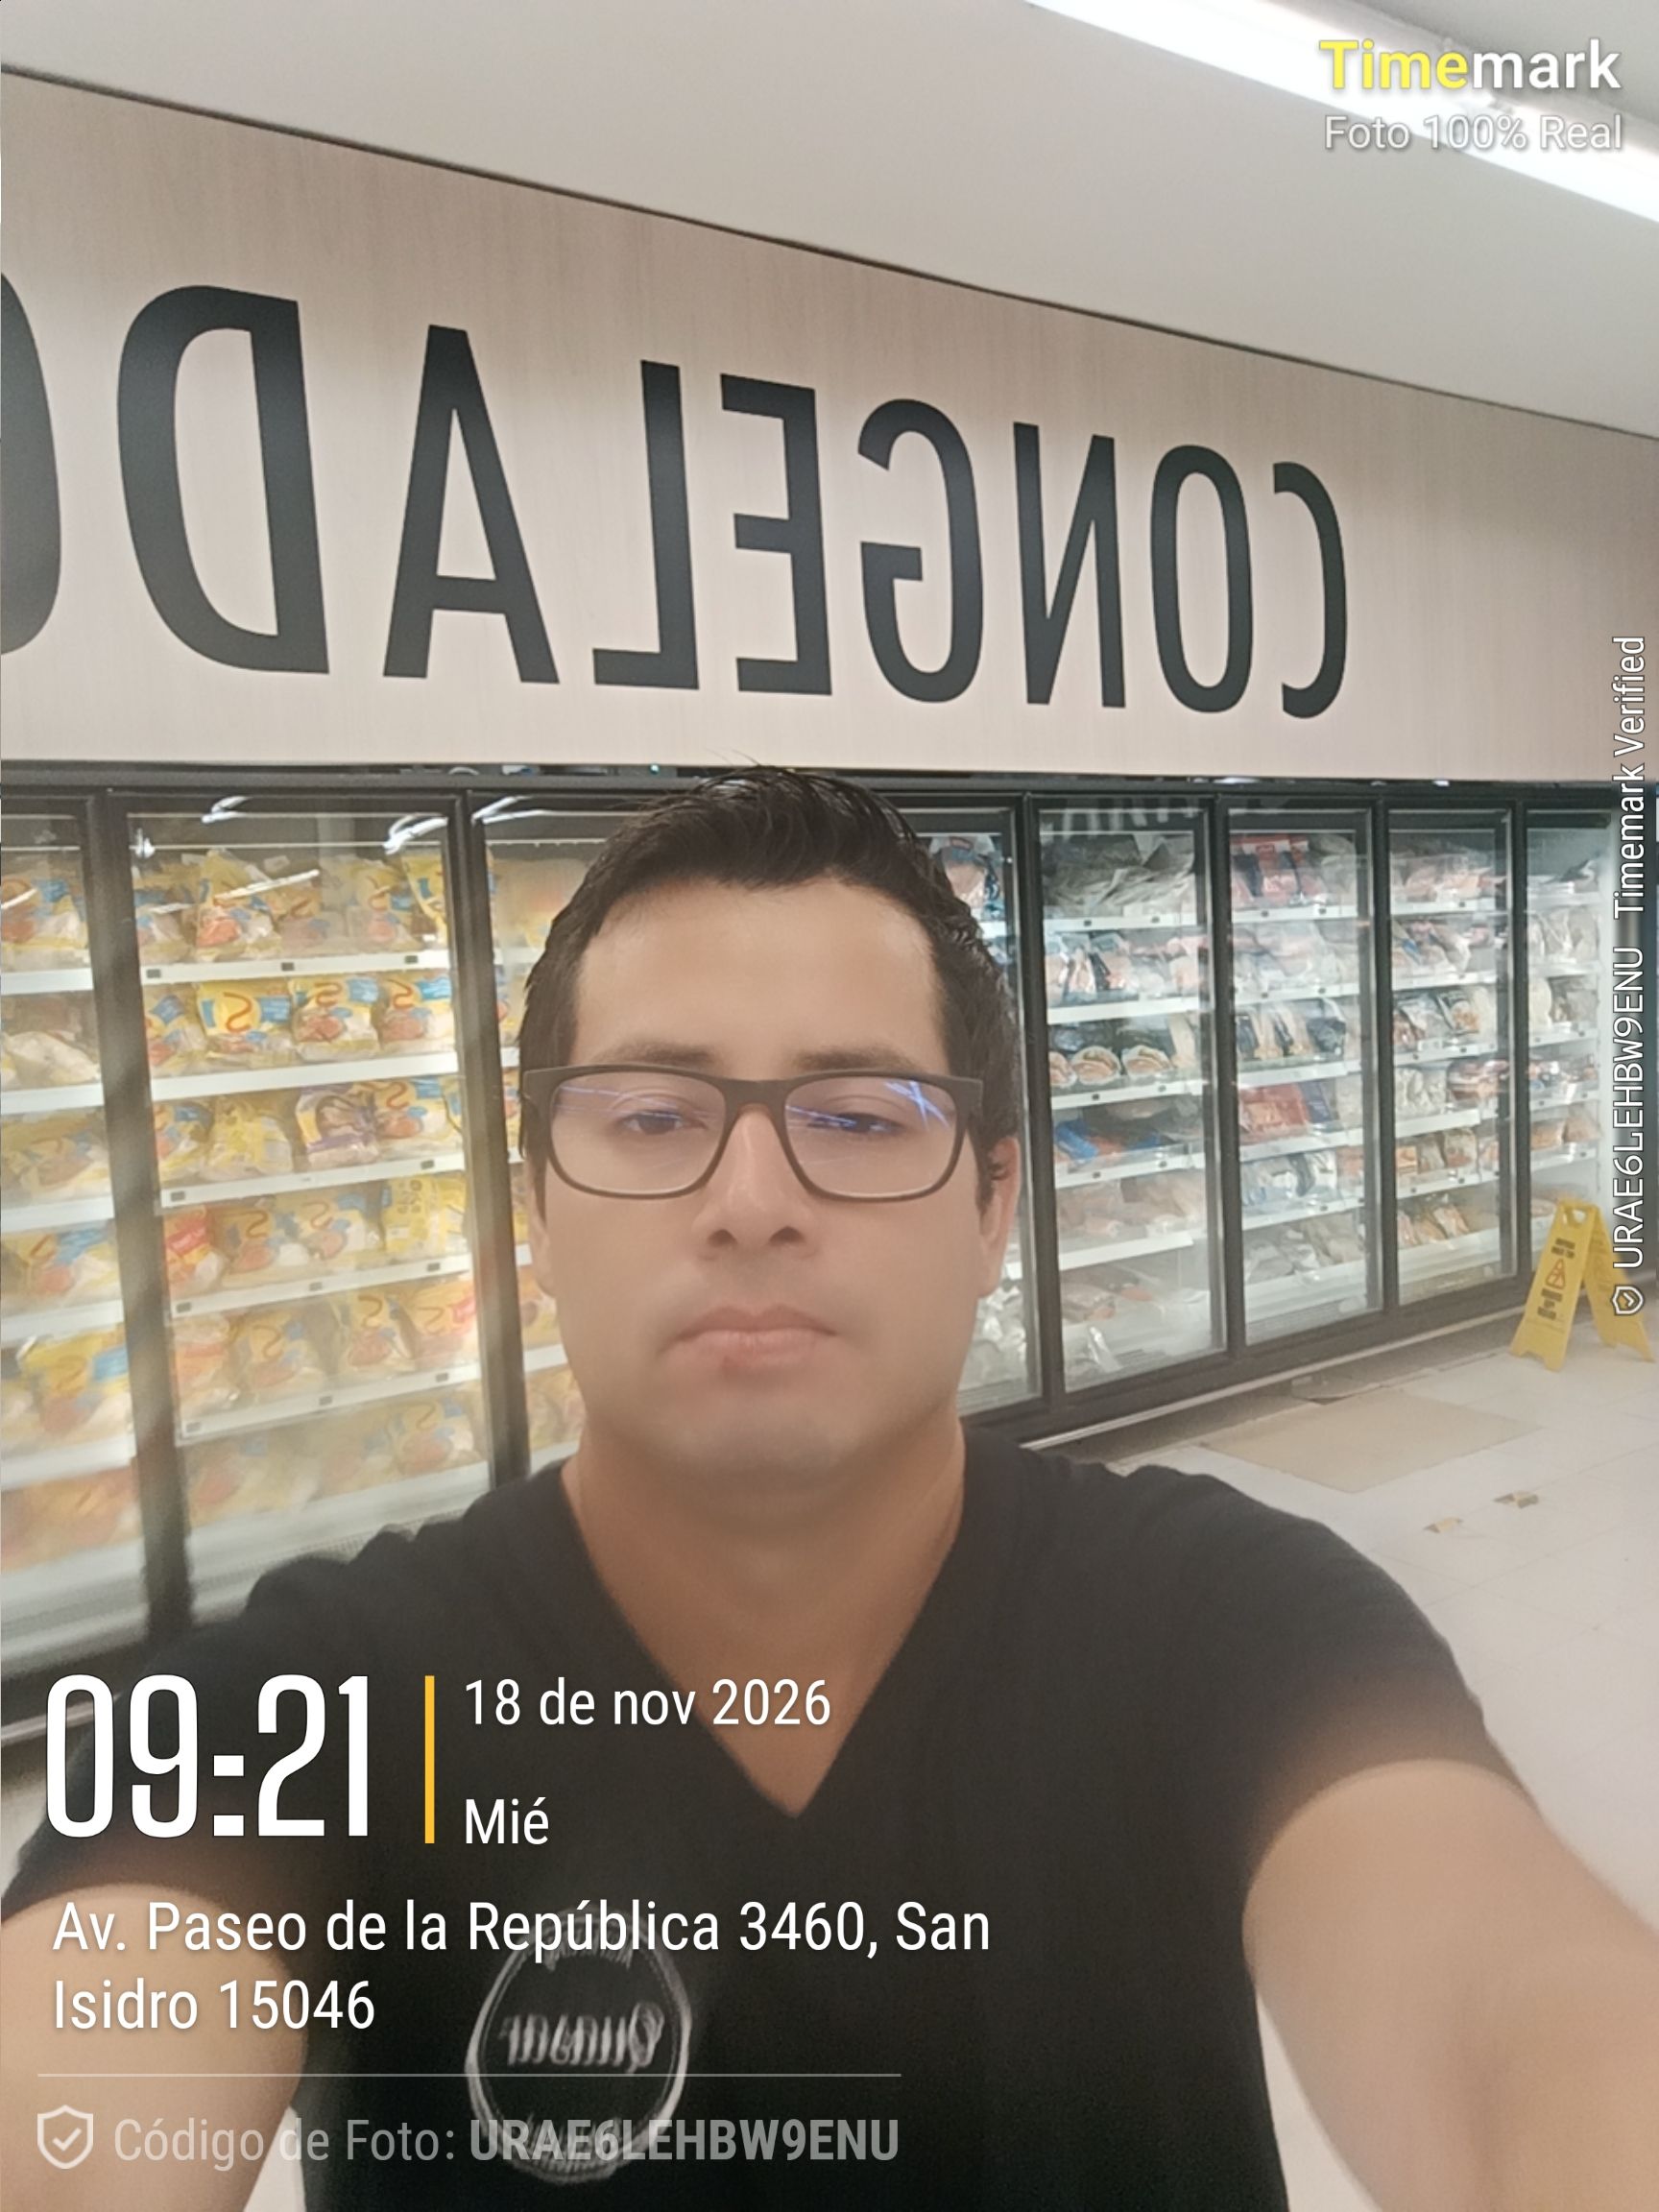 Timemark
Foto 100% Real
CONGELADO
URAE6LEHBW9ENU Timemark Verified
09:21
18 de nov 2026
Mié
Av. Paseo de la República 3460, San
Isidro 15046
Código de Foto: URAE6LEHBW9ENU